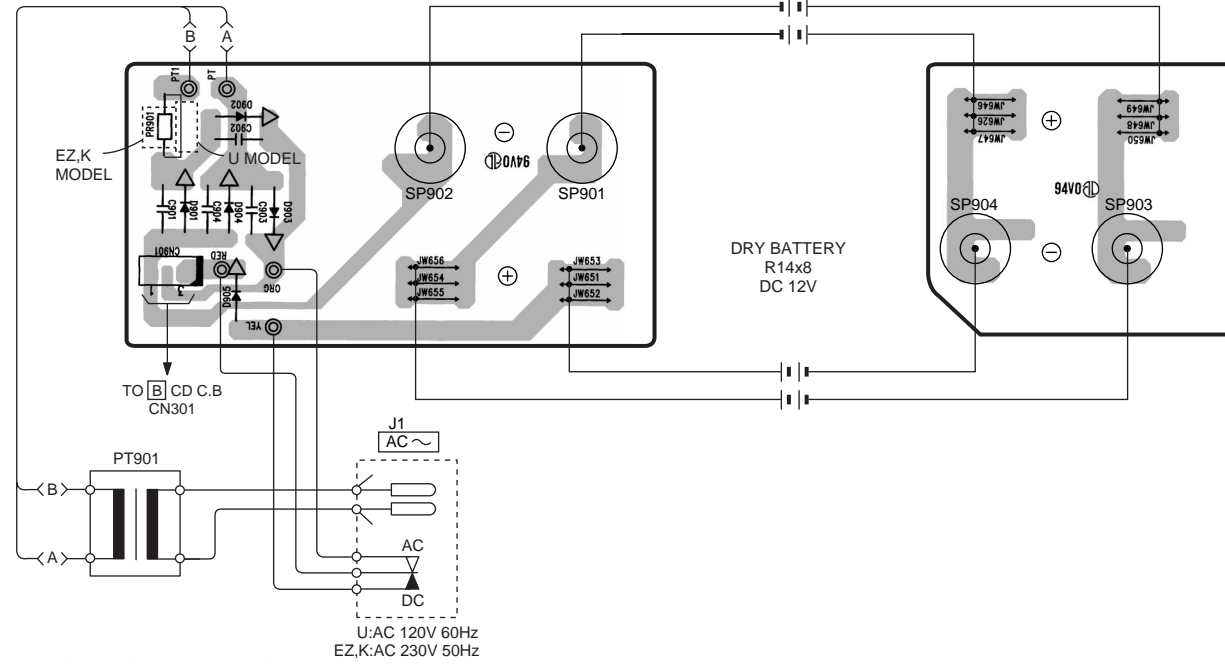 B
A
PT1
PT
D902
C902
PR901
EZ,K
MODEL
U MODEL
C901
D901
C904
D904
C903
D903
CN901
1
3
RED
ORG
D905
YEL
TO B CD C.B
CN301
SP902
SP901
94V0
JW656
JW654
JW655
JW653
JW651
JW652
DRY BATTERY
R14x8
DC 12V
JW646
JW626
JW647
JW649
JW648
JW650
94V0
SP904
SP903
PT901
B
A
J1
AC
AC
DC
U:AC 120V 60Hz
EZ,K:AC 230V 50Hz